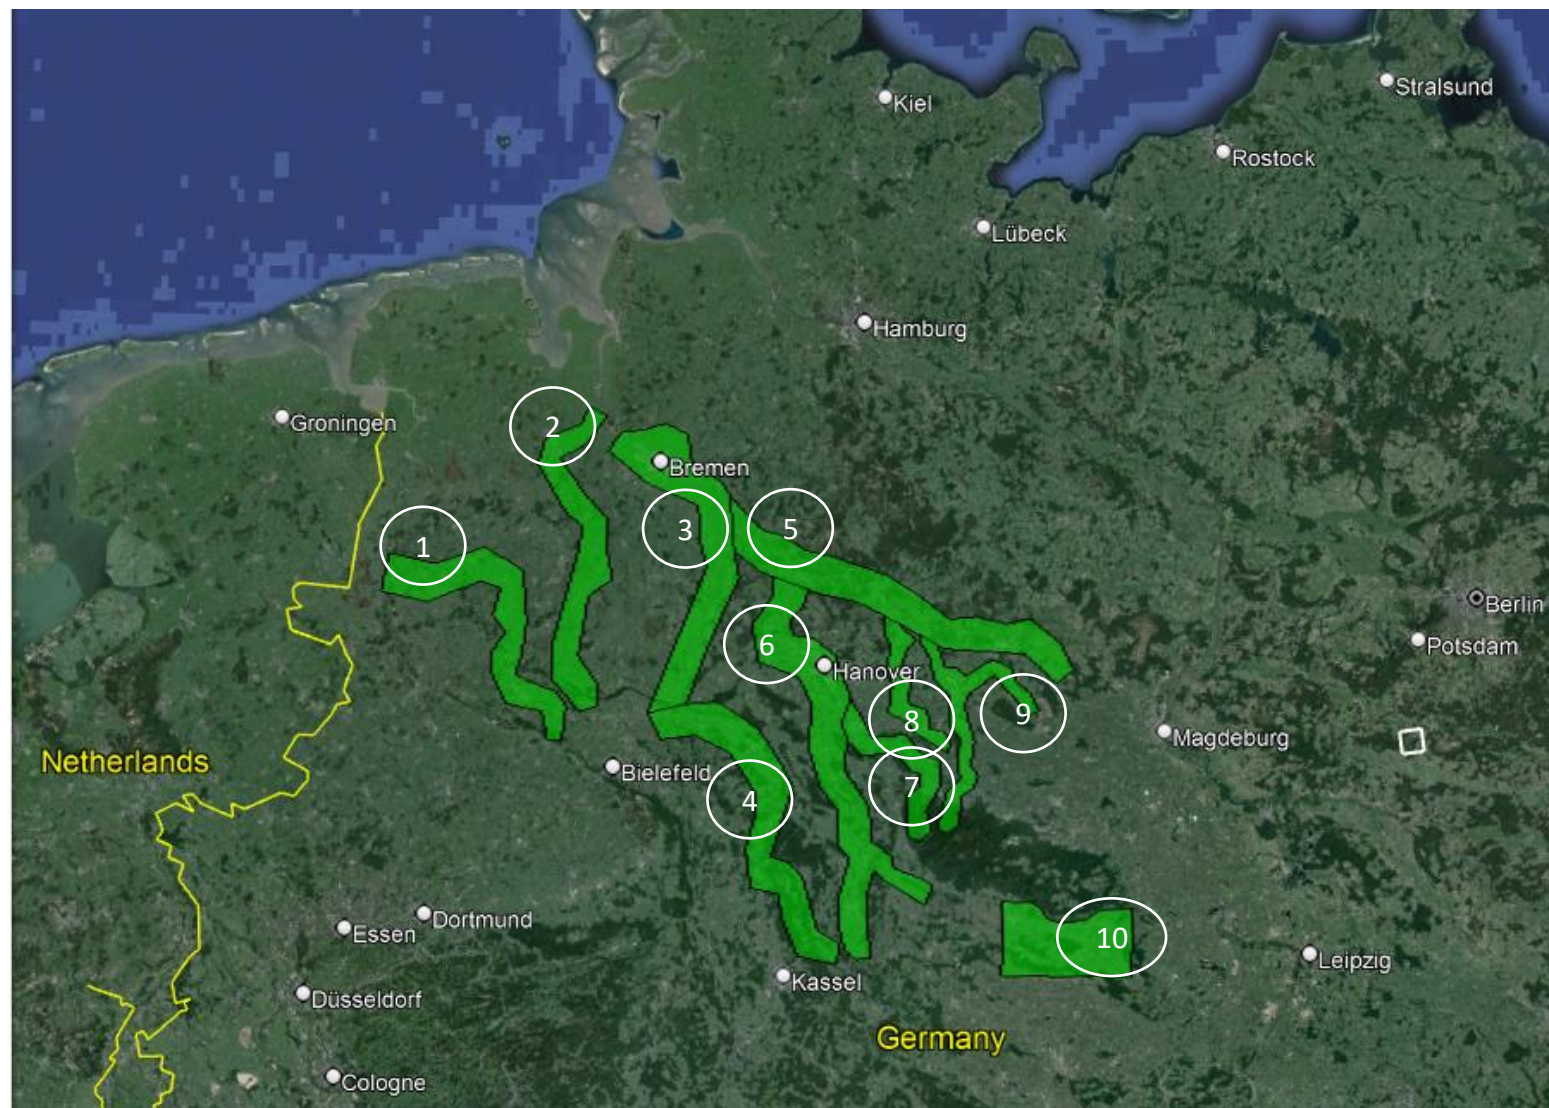 Stralsund
Kiel
Rostock
Lübeck
Hamburg
Groningen
2
Bremen
1
3
5
Berlin
6
Potsdam
Hanover
8
9
Magdeburg
Netherlands
Bielefeld
7
4
Dortmund
Essen
10
Leipzig
Kassel
Düsseldorf
Germany
Cologne